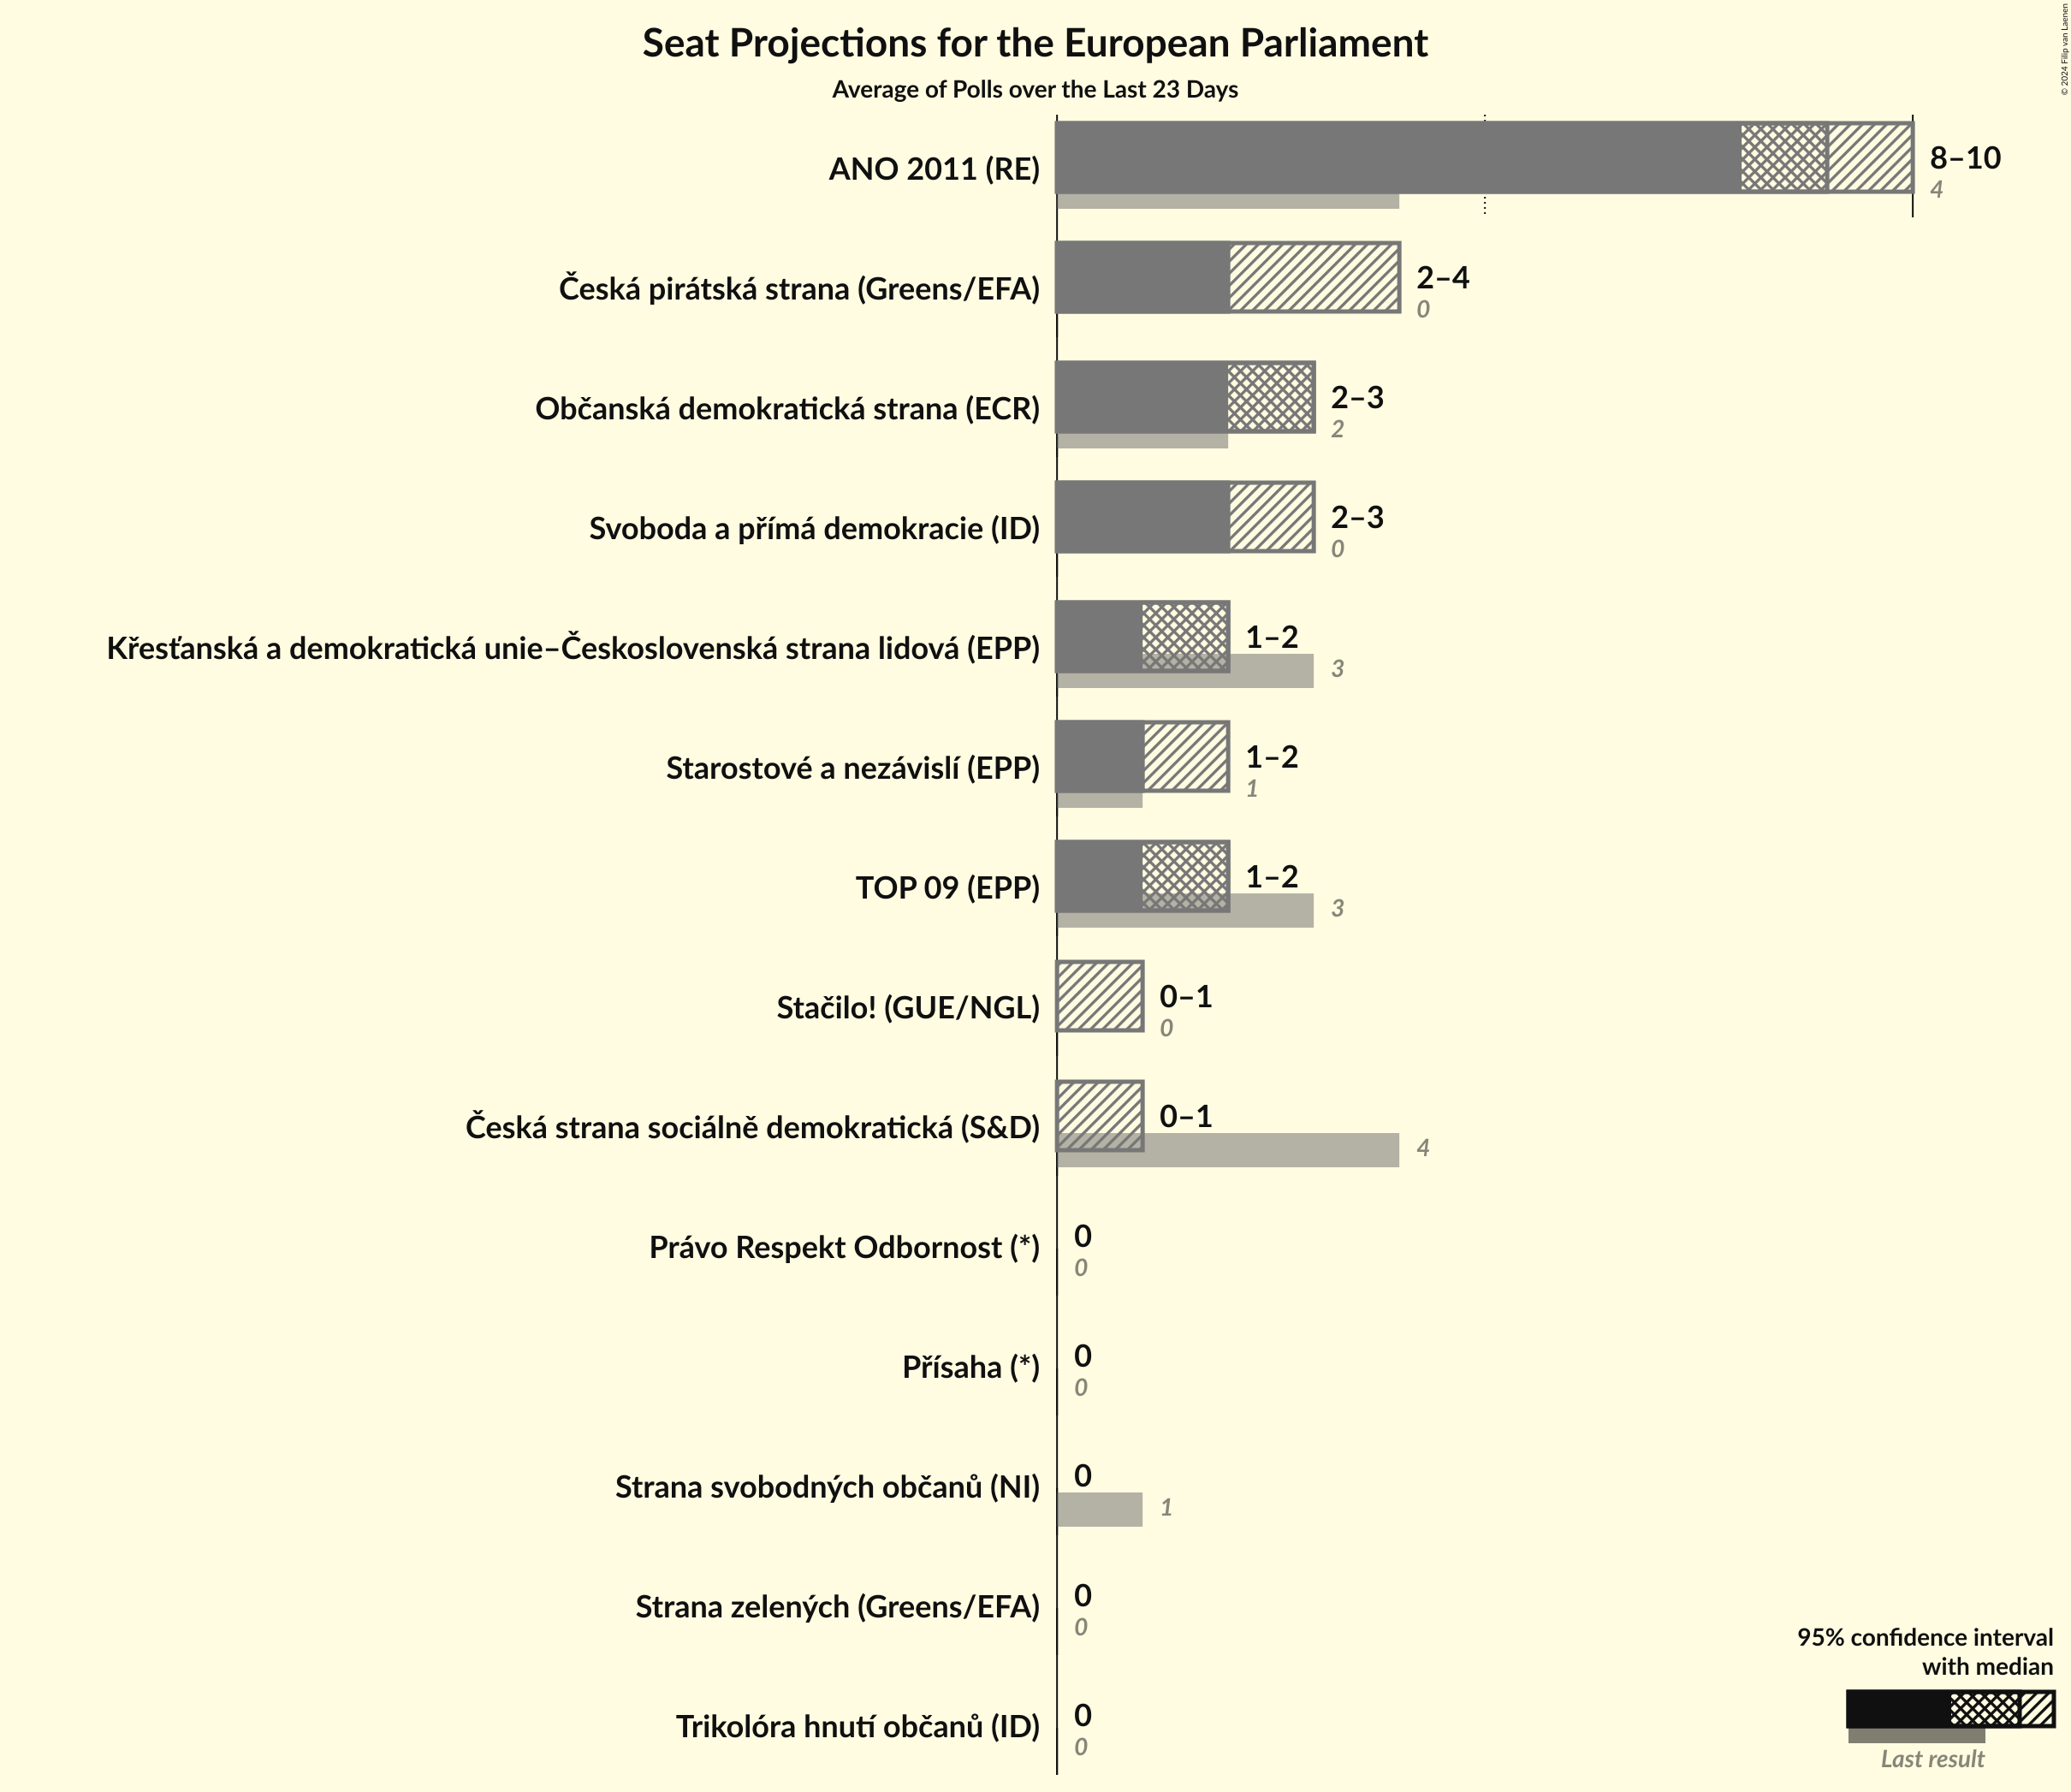 Seat Projections for the European Parliament
Average of Polls over the Last 23 Days
© 2024 Filip van Laenen
ANO 2011 (RE)
8–10
4
Česká pirátská strana (Greens/EFA)
2–4
0
Občanská demokratická strana (ECR)
2–3
2
Svoboda a přímá demokracie (ID)
2–3
0
Křesťanská a demokratická unie–Československá strana lidová (EPP)
1–2
3
Starostové a nezávislí (EPP)
1–2
1
TOP 09 (EPP)
1–2
3
Stačilo! (GUE/NGL)
0–1
0
Česká strana sociálně demokratická (S&D)
0–1
4
Právo Respekt Odbornost (*)
0
0
Přísaha (*)
0
0
Strana svobodných občanů (NI)
0
1
Strana zelených (Greens/EFA)
0
0
Trikolóra hnutí občanů (ID)
0
0
95% confidence interval
with median
Last result